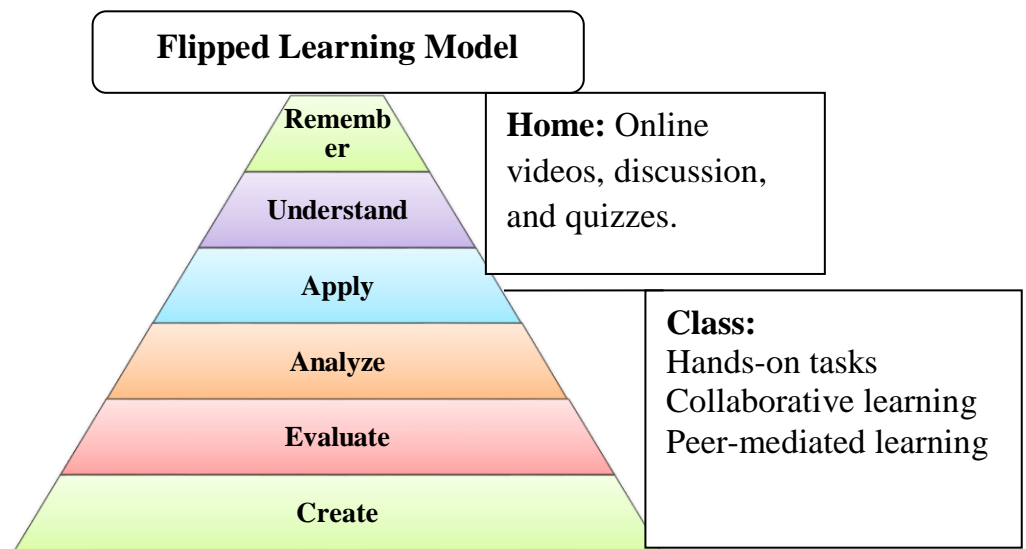 Flipped Learning Model
Rememb
er
Home: Online
videos, discussion,
and quizzes.
Understand
Apply
Class:
Hands-on tasks
Collaborative learning
Peer-mediated learning
Analyze
Evaluate
Create